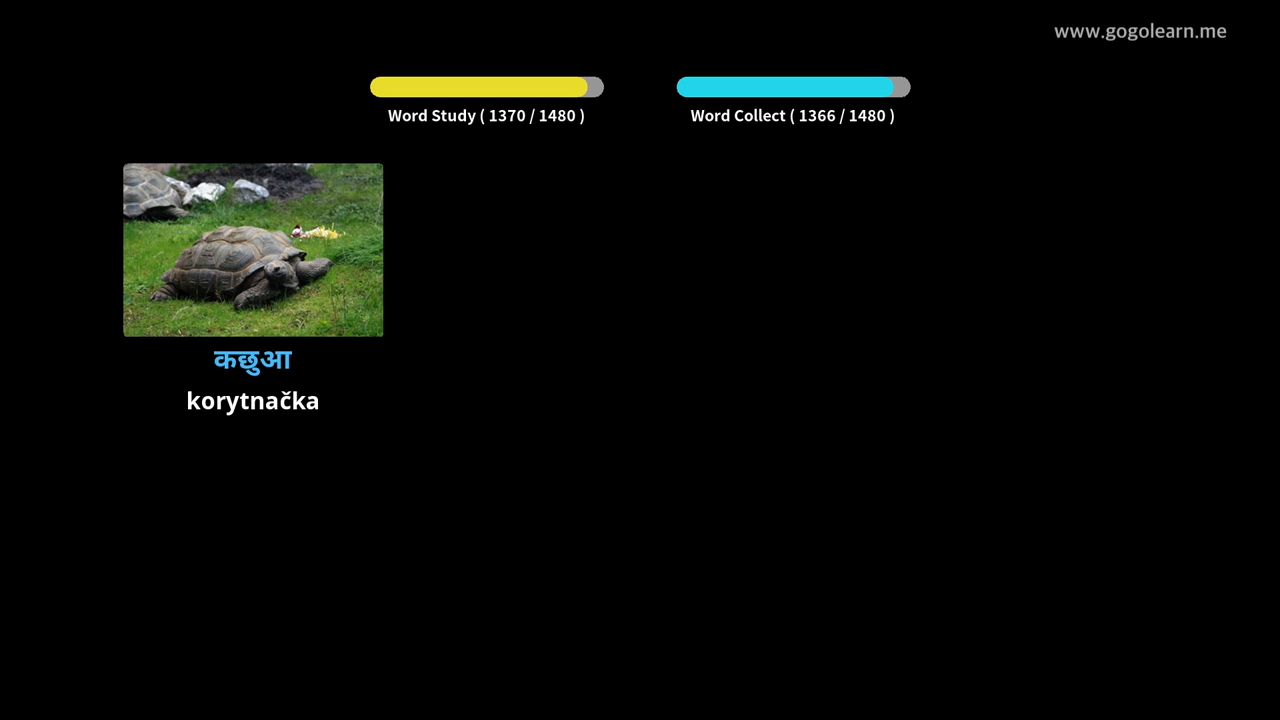 www.gogolearn.me
Word Study ( 1370 / 1480 )
Word Collect ( 1366 / 1480 )
कछुआ
korytnačka